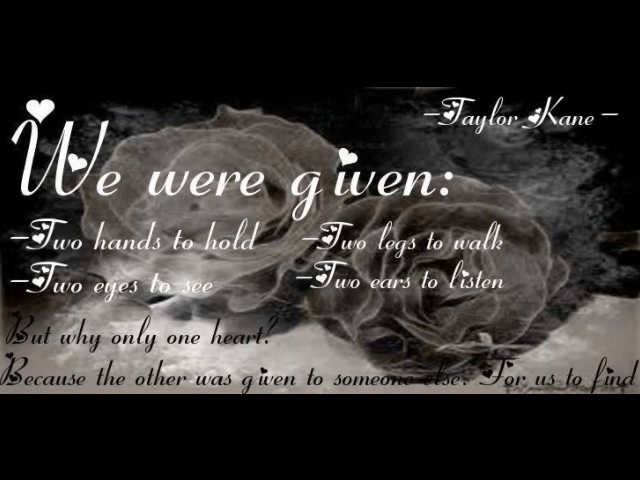 -Taylor Kane -
We were given:
-Two hands to hold -Two legs to walk
-Two eyes to see -Two ears to listen
But why only one heart?
Because the other was given to someone else. For us to find